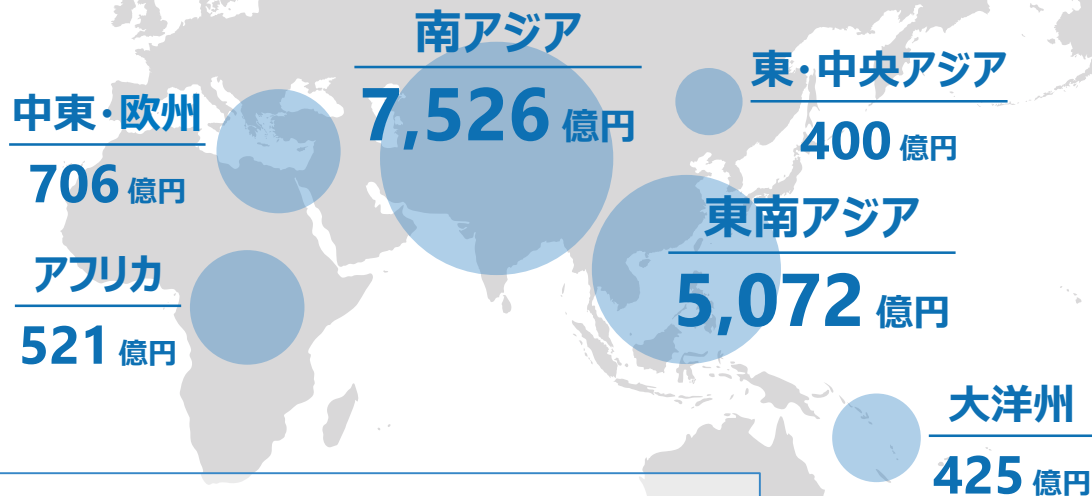 南アジア
7,526 億円
東・中央アジア
400 億円
中東・欧州
706 億円
東南アジア
5,072 億円
アフリカ
521 億円
大洋州
425 億円